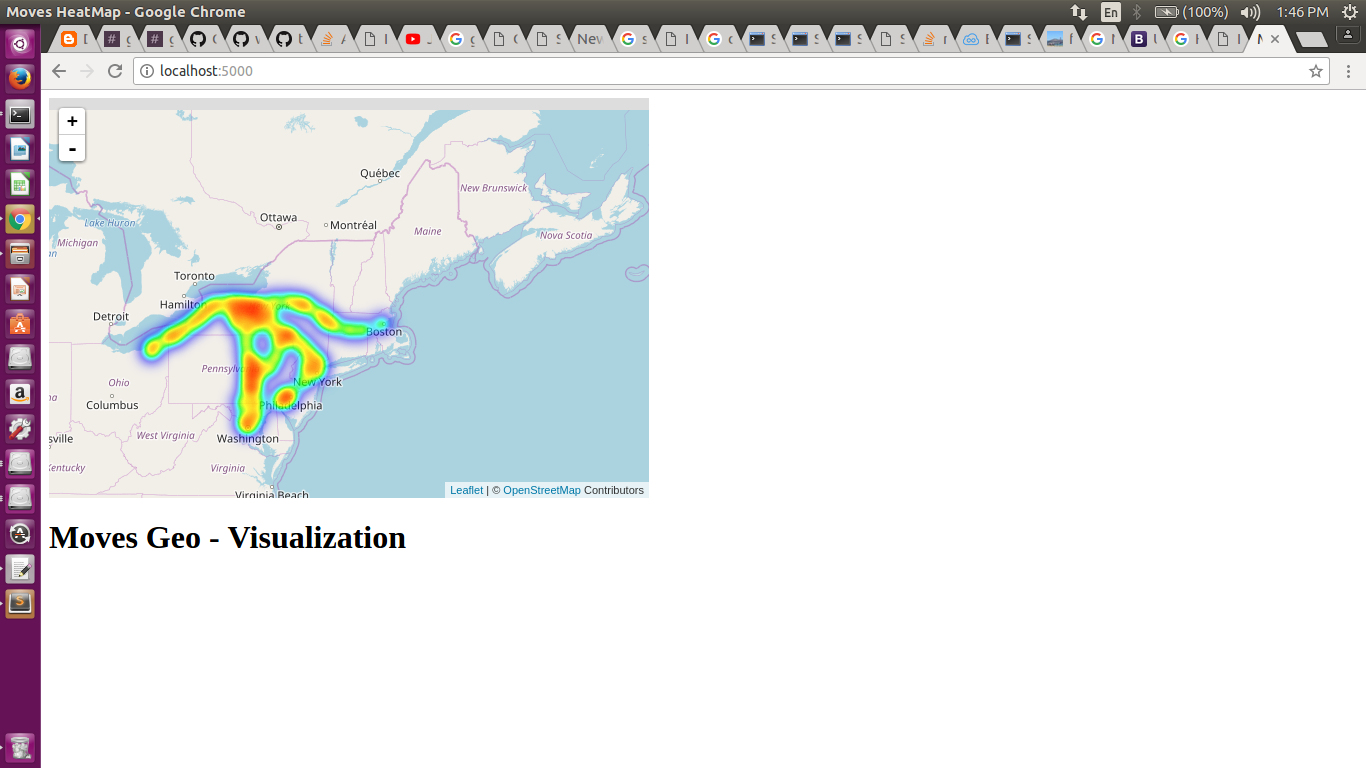 Moves HeatMap - Google Chrome
En (100%) 1:46 PM
New
localhost:5000
+
-
Québec
New Brunswick
Ottawa
Montréal
Lake Huron
Maine
Nova Scotia
Michigan
Toronto
Hamilton
Detroit
Boston
Pennsylva
New York
Ohio
Columbus
Philadelphia
West Virginia
Washington
sville
Kentucky
Virginia
Virginia Beach
Leaflet | © OpenStreetMap Contributors
Moves Geo - Visualization